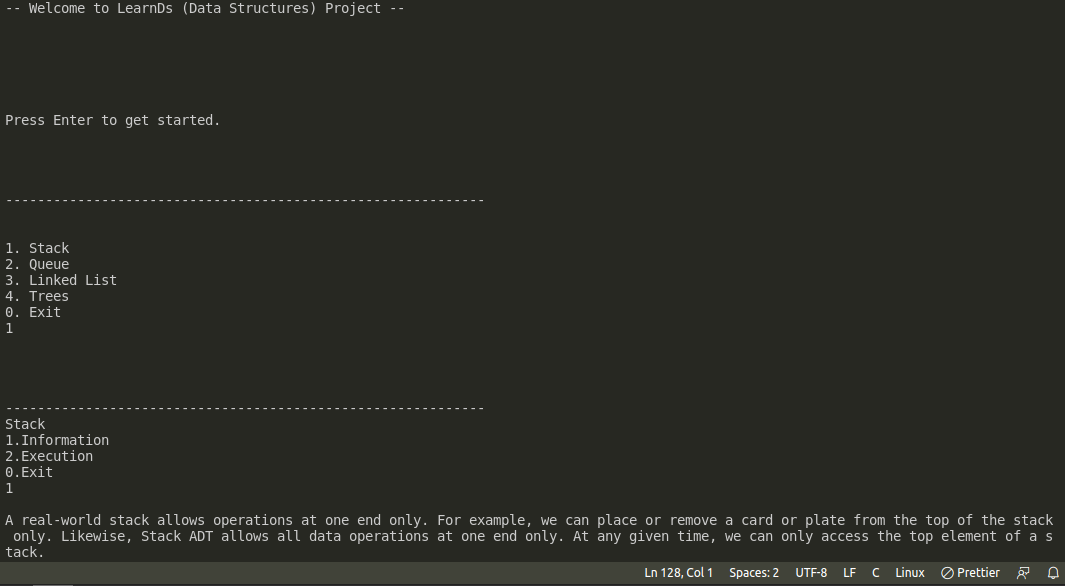 -- Welcome to LearnDs (Data Structures) Project --
Press Enter to get started.
------------------------------------------------------------
1. Stack
2. Queue
3. Linked List
4. Trees
0. Exit
1
------------------------------------------------------------
Stack
1.Information
2.Execution
0.Exit
1
A real-world stack allows operations at one end only. For example, we can place or remove a card or plate from the top of the stack
 only. Likewise, Stack ADT allows all data operations at one end only. At any given time, we can only access the top element of a s
tack.
Ln 128, Col 1 Spaces: 2 UTF-8 LF C Linux Prettier